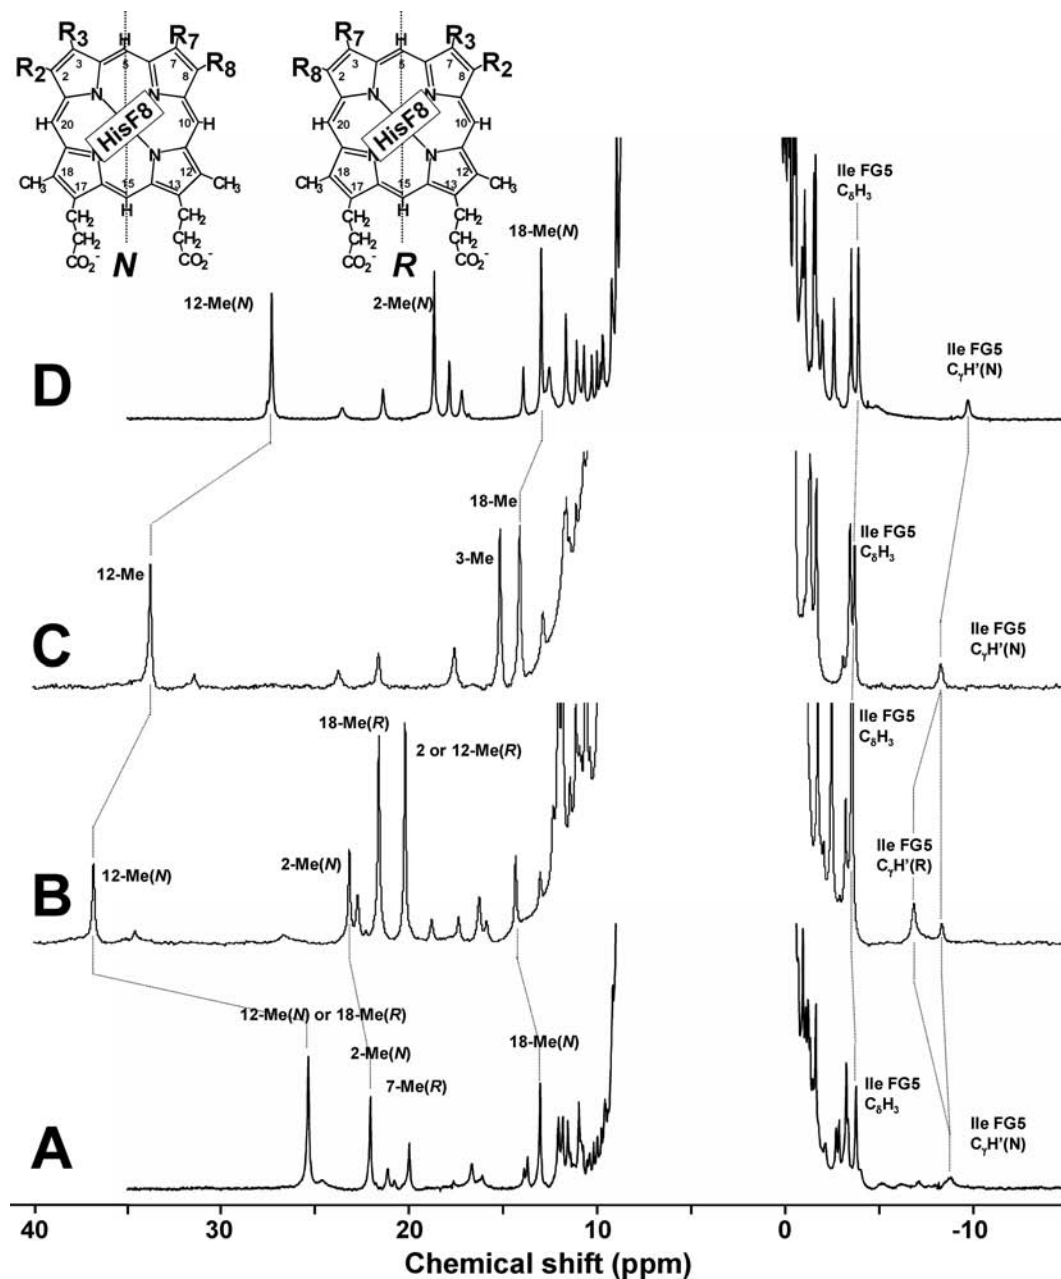 R3 H R7
R2 3 5 7 R8
2 8
N N
H 20 HisF8 10 H
N N
18 12
CH3 17 15 13 CH3
CH2 H CH2
CH2 CH2
CO2- N CO2-
R7 H R3
R8 3 5 7 R2
2 8
N N
H 20 HisF8 10 H
N N
18 12
CH3 17 15 13 CH3
CH2 H CH2
CH2 CH2
CO2- R CO2-
D
12-Me(N)
2-Me(N)
18-Me(N)
Ile FG5
CδH3
Ile FG5
CγH'(N)
C
12-Me
3-Me
18-Me
Ile FG5
CδH3
Ile FG5
CγH'(N)
B
12-Me(N)
2-Me(N)
18-Me(R)
2 or 12-Me(R)
Ile FG5
CδH3
Ile FG5
CγH'(R)
A
12-Me(N) or 18-Me(R)
2-Me(N)
7-Me(R)
18-Me(N)
Ile FG5
CδH3
Ile FG5
CγH'(N)
40 20 10 0 -10
Chemical shift (ppm)